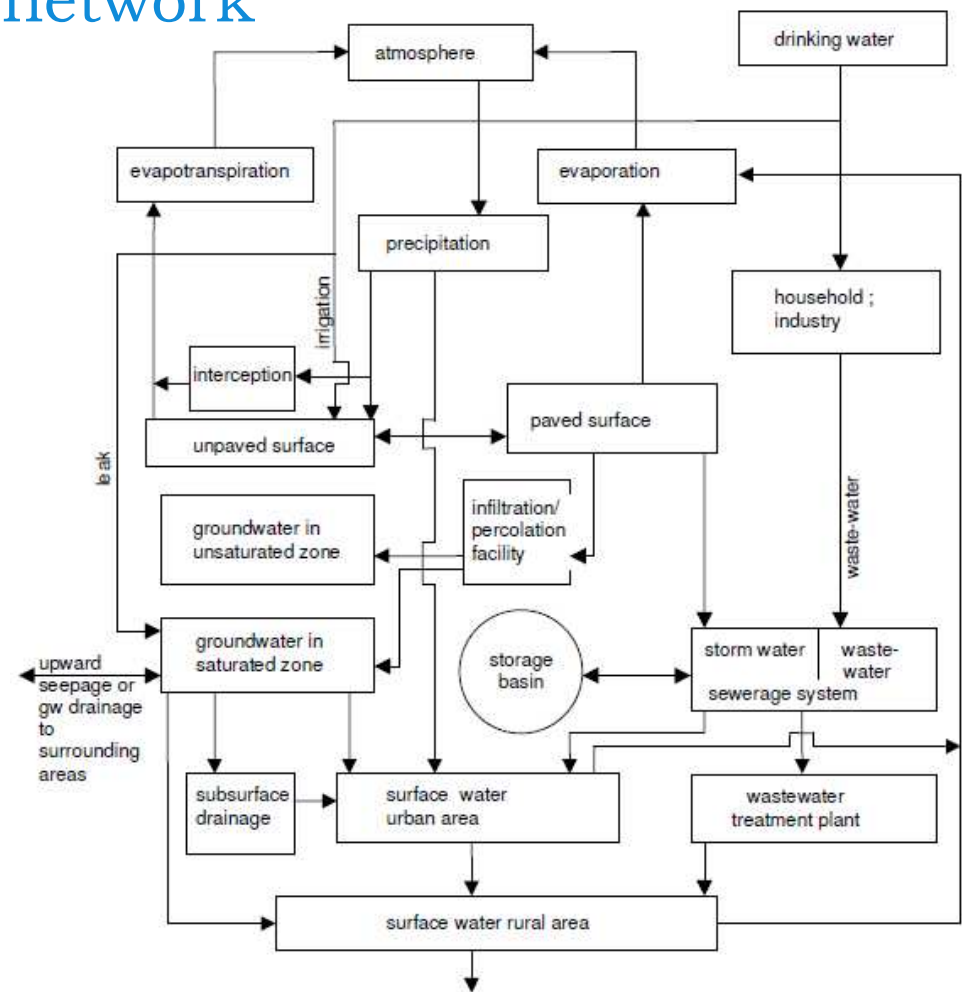 network
atmosphere
drinking water
evapotranspiration
evaporation
precipitation
irrigation
household ;
industry
interception
paved surface
unpaved surface
leak
infiltration/
percolation
facility
groundwater in
unsaturated zone
waste-water
groundwater in
saturated zone
storage
basin
storm water
waste-
water
sewerage system
upward
seepage or
gw drainage
to
surrounding
areas
subsurface
drainage
surface water
urban area
wastewater
treatment plant
surface water rural area